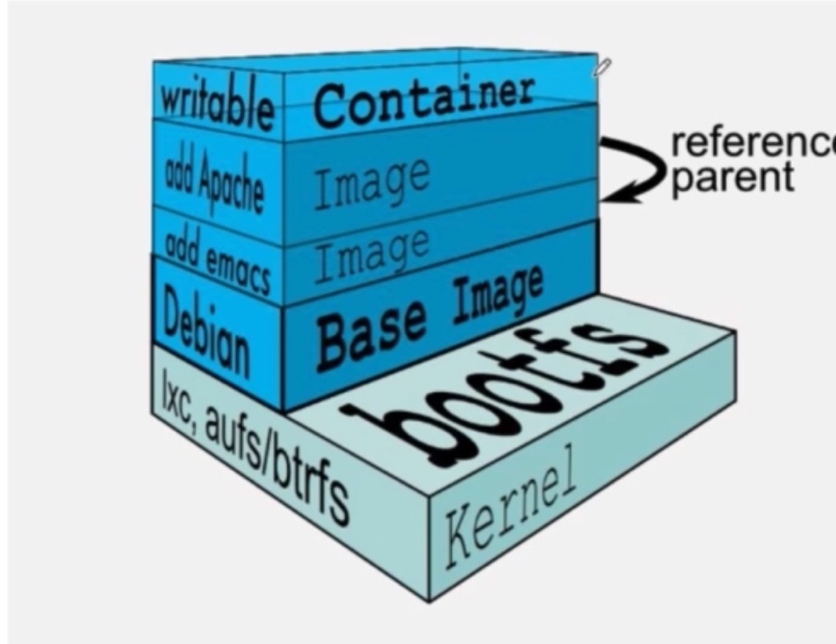 writable Container
add Apache Image
add emacs Image
Debian Base Image
reference
parent
bootfs
lxc, aufs/btrfs
Kernel